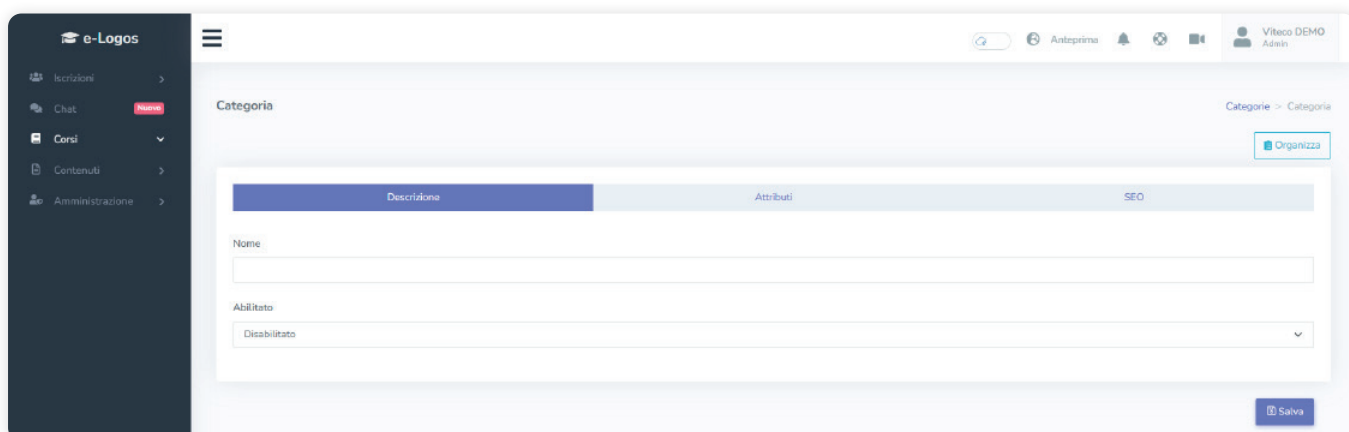 e-Logos
Anteprima
Viteco DEMO
Admin
Iscrizioni
Chat Nuovo
Corsi
Contenuti
Amministrazione
Categoria
Categorie > Categoria
Organizza
Descrizione Attributi SEO
Nome
Abilitato
Disabilitato
Salva